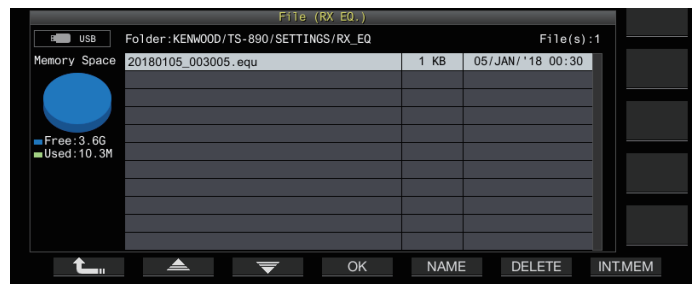 File (RX EQ.)
USB Folder:KENWOOD/TS-890/SETTINGS/RX_EQ File(s):1
Memory Space 20180105_003005.equ 1 KB 05/JAN/'18 00:30
Free:3.6G
Used:10.3M
OK NAME DELETE INT.MEM